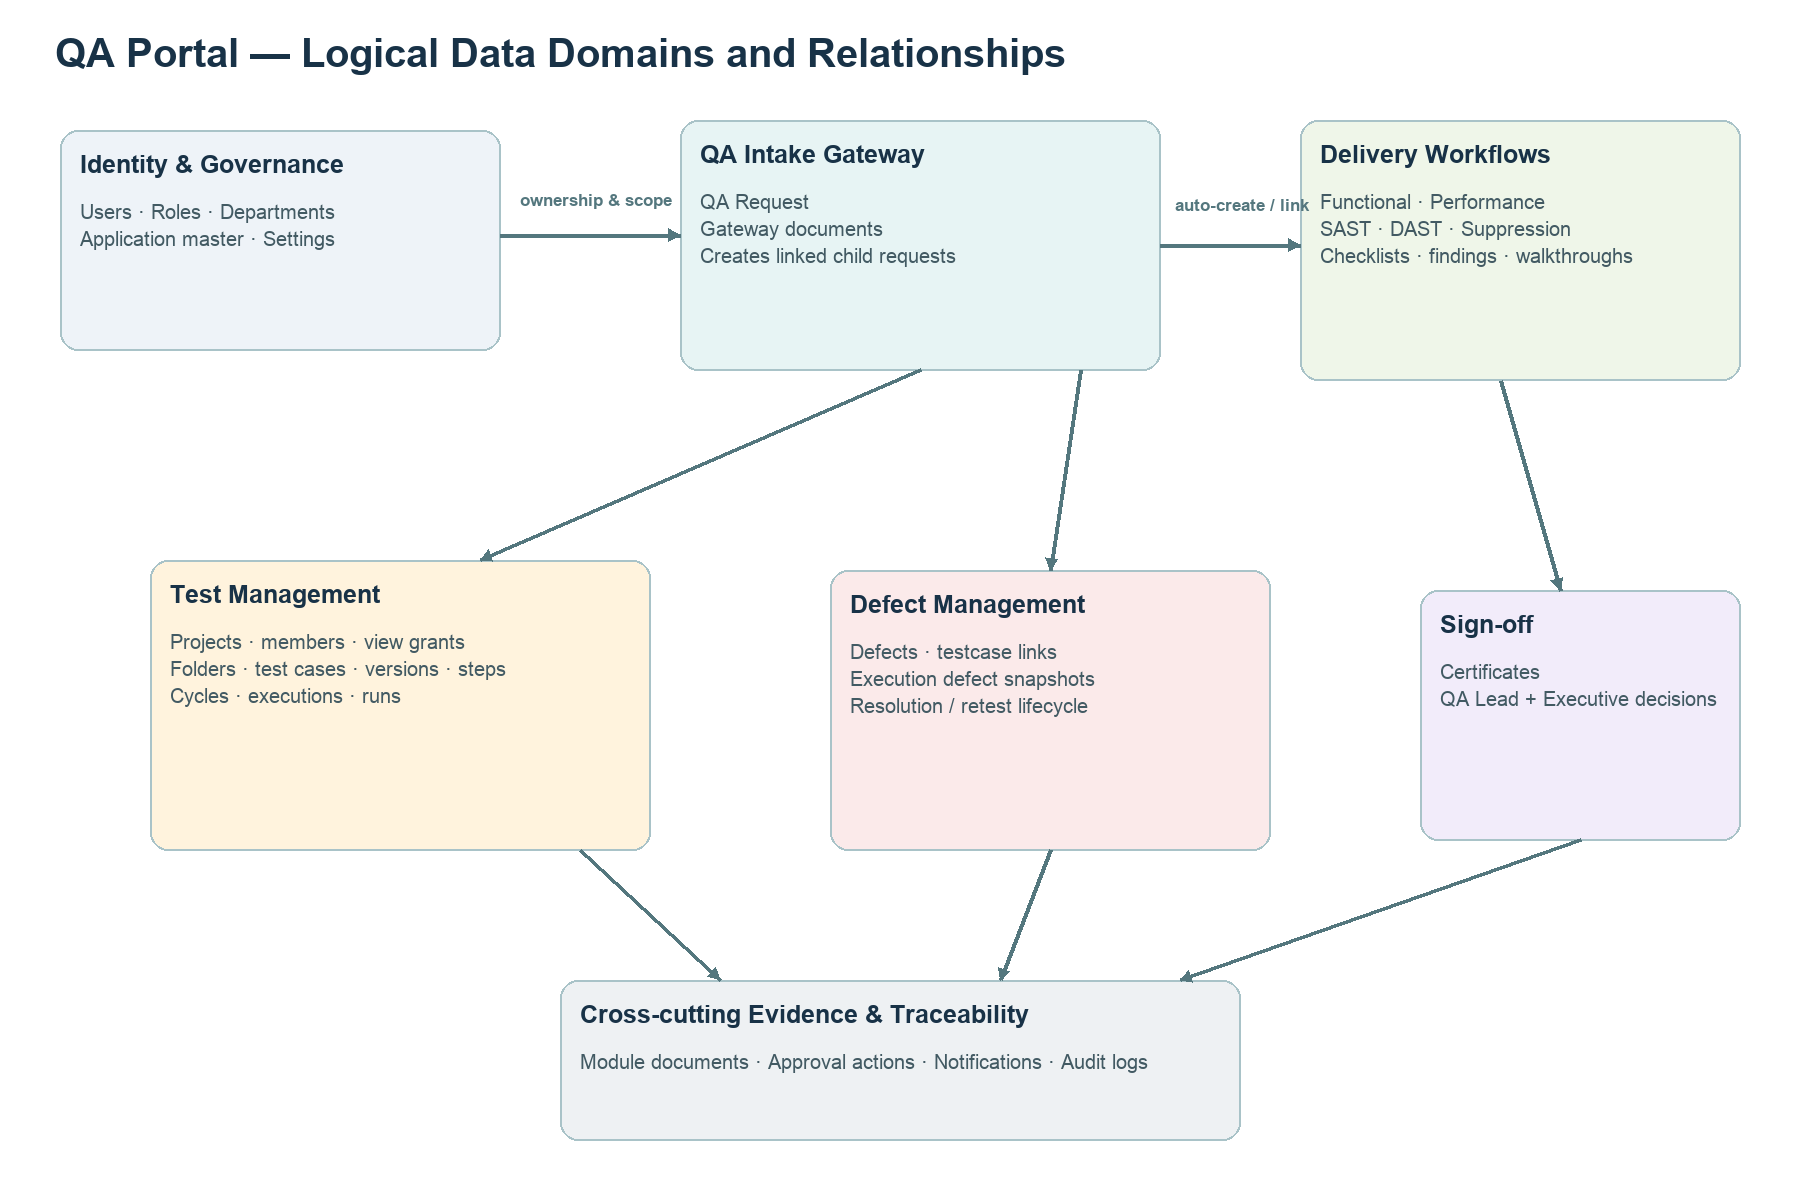 QA Portal — Logical Data Domains and Relationships
Identity & Governance
Users · Roles · Departments
Application master · Settings
ownership & scope
QA Intake Gateway
QA Request
Gateway documents
Creates linked child requests
auto-create / link
Delivery Workflows
Functional · Performance
SAST · DAST · Suppression
Checklists · findings · walkthroughs
Test Management
Projects · members · view grants
Folders · test cases · versions · steps
Cycles · executions · runs
Defect Management
Defects · testcase links
Execution defect snapshots
Resolution / retest lifecycle
Sign-off
Certificates
QA Lead + Executive decisions
Cross-cutting Evidence & Traceability
Module documents · Approval actions · Notifications · Audit logs